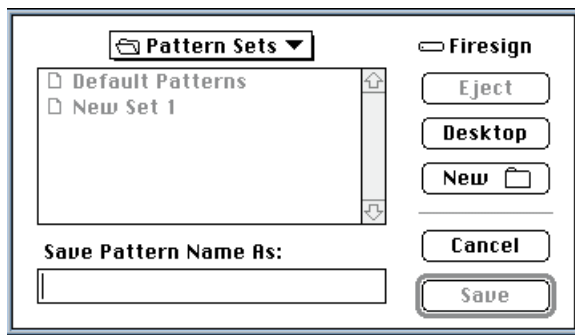 Pattern Sets
Firesign
Default Patterns
New Set 1
Eject
Desktop
New
Save Pattern Name As:
Cancel
Save